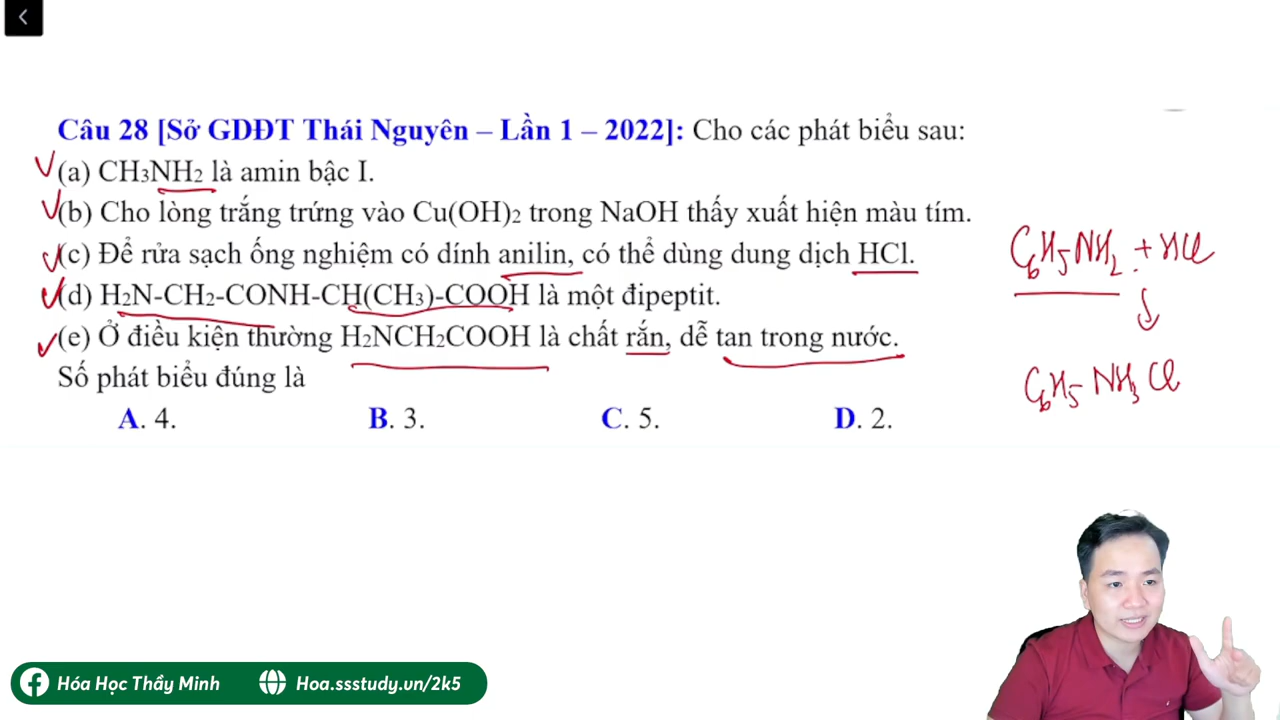 Câu 28 [Sở GDĐT Thái Nguyên – Lần 1 – 2022]: Cho các phát biểu sau:
(a) CH3NH2 là amin bậc I.
(b) Cho lòng trắng trứng vào Cu(OH)2 trong NaOH thấy xuất hiện màu tím.
(c) Để rửa sạch ống nghiệm có dính anilin, có thể dùng dung dịch HCl.
(d) H2N-CH2-CONH-CH(CH3)-COOH là một đipeptit.
(e) Ở điều kiện thường H2NCH2COOH là chất rắn, dễ tan trong nước.
Số phát biểu đúng là
A. 4. B. 3. C. 5. D. 2.
C6H5NH2 + HCl
↓
C6H5NH3Cl
Hóa Học Thầy Minh
Hoa.ssstudy.vn/2k5